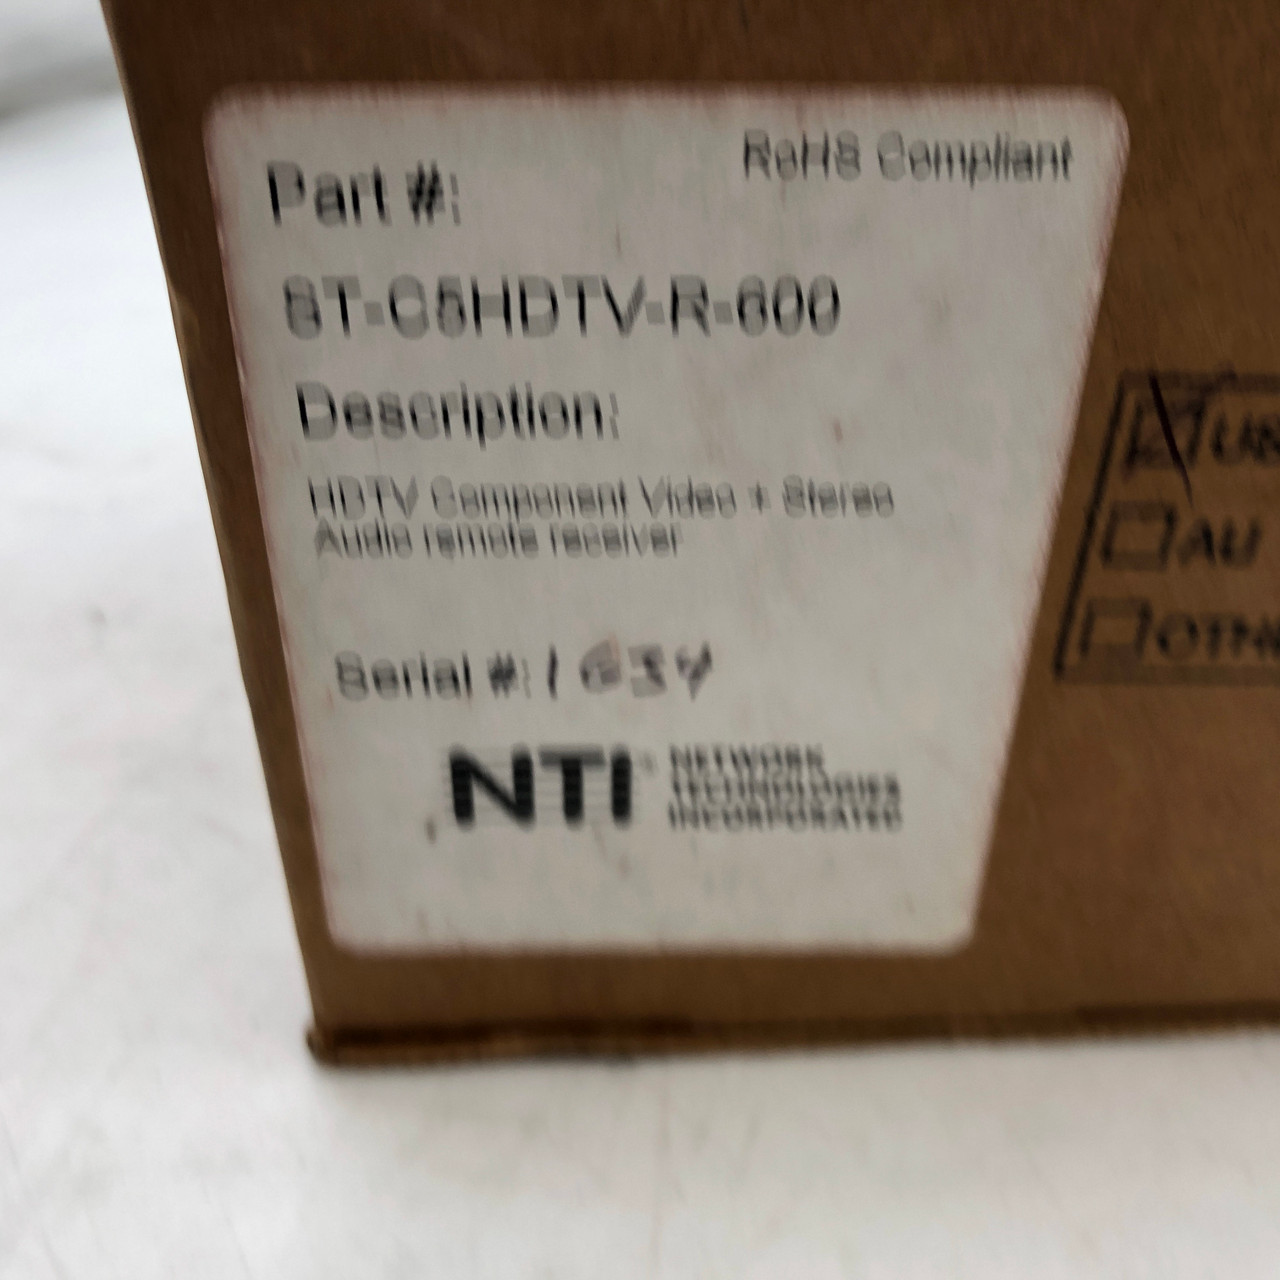 RoHS Compliant
Part #:
ST-C5HDTV-R-600
Description:
HDTV Component Video + Stereo
Audio remote receiver
Serial #:
NTI
NETWORK
TECHNOLOGIES
INCORPORATED
AU